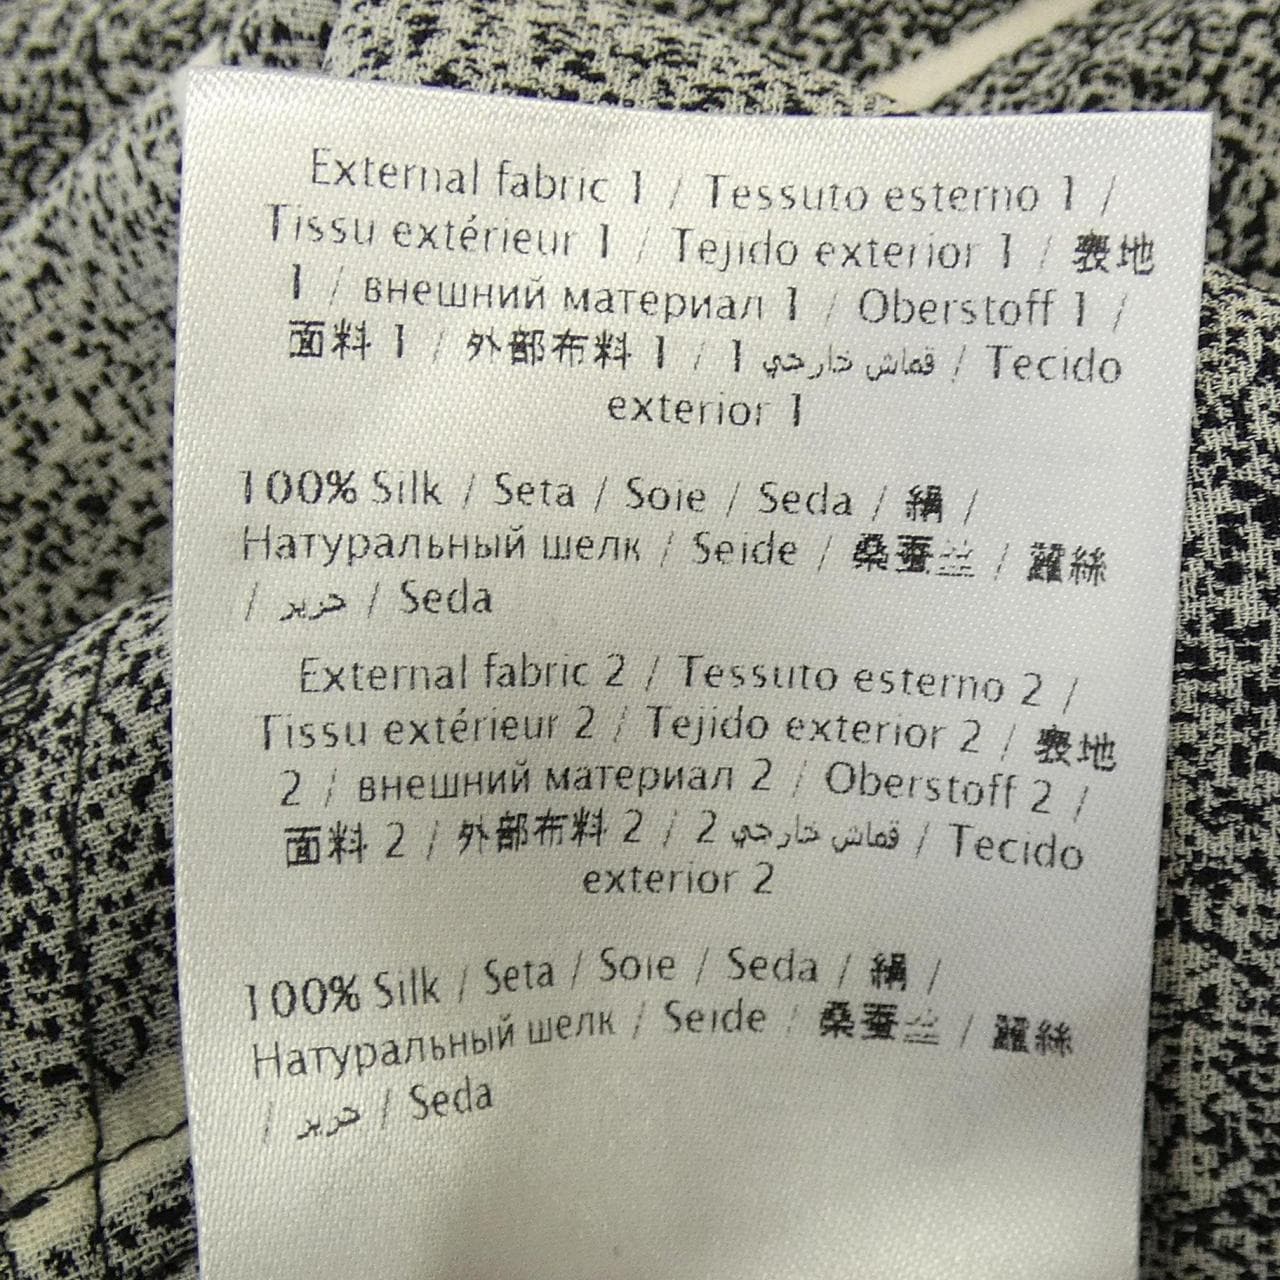 External fabric 1 / Tessuto esterno 1 /
Tissu extérieur 1 / Tejido exterior 1 / 表地
1 / внешний материал 1 / Oberstoff 1 /
面料 1 / 外部布料 1 / 1 قماش خارجي / Tecido
exterior 1
100% Silk / Seta / Soie / Seda / 絹 /
Натуральный шелк / Seide / 桑蚕丝 / 蠶絲
/ حرير / Seda
External fabric 2 / Tessuto esterno 2 /
Tissu extérieur 2 / Tejido exterior 2 / 表地
2 / внешний материал 2 / Oberstoff 2 /
面料 2 / 外部布料 2 / 2 قماش خارجي / Tecido
exterior 2
100% Silk / Seta / Soie / Seda / 絹 /
Натуральный шелк / Seide / 桑蚕丝 / 蠶絲
/ حرير / Seda